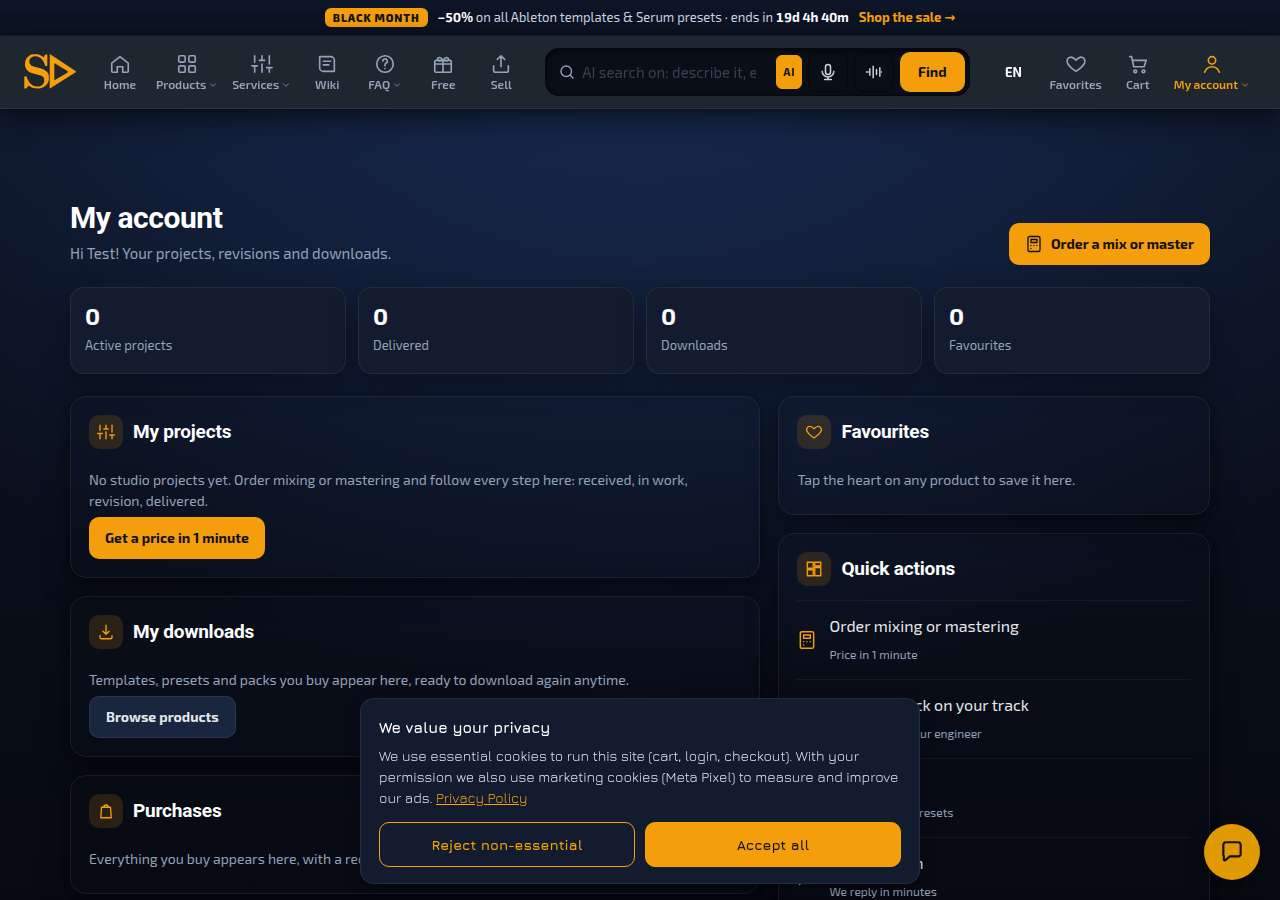 BLACK MONTH −50% on all Ableton templates & Serum presets · ends in 19d 4h 40m Shop the sale →
Home
Products
Services
Wiki
FAQ
Free
Sell
AI search on: describe it, e
AI
Find
EN
Favorites
Cart
My account
My account
Hi Test! Your projects, revisions and downloads.
Order a mix or master
0
Active projects
0
Delivered
0
Downloads
0
Favourites
My projects
No studio projects yet. Order mixing or mastering and follow every step here: received, in work,
revision, delivered.
Get a price in 1 minute
Favourites
Tap the heart on any product to save it here.
My downloads
Templates, presets and packs you buy appear here, ready to download again anytime.
Browse products
Quick actions
Order mixing or mastering
Price in 1 minute
ck on your track
ur engineer
resets
We reply in minutes
Purchases
Everything you buy appears here, with a re
We value your privacy
We use essential cookies to run this site (cart, login, checkout). With your
permission we also use marketing cookies (Meta Pixel) to measure and improve
our ads. Privacy Policy
Reject non-essential
Accept all